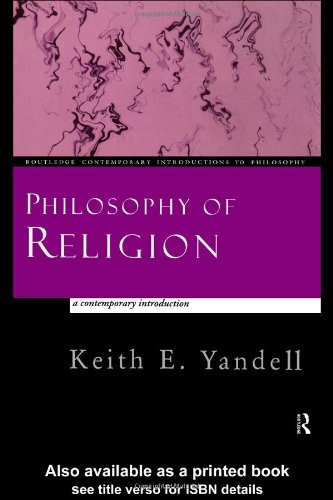 ROUTLEDGE CONTEMPORARY INTRODUCTIONS TO PHILOSOPHY
PHILOSOPHY OF
RELIGION
a contemporary introduction
Keith E. Yandell
ROUTLEDGE
Also available as a printed book
see title verso for ISBN details